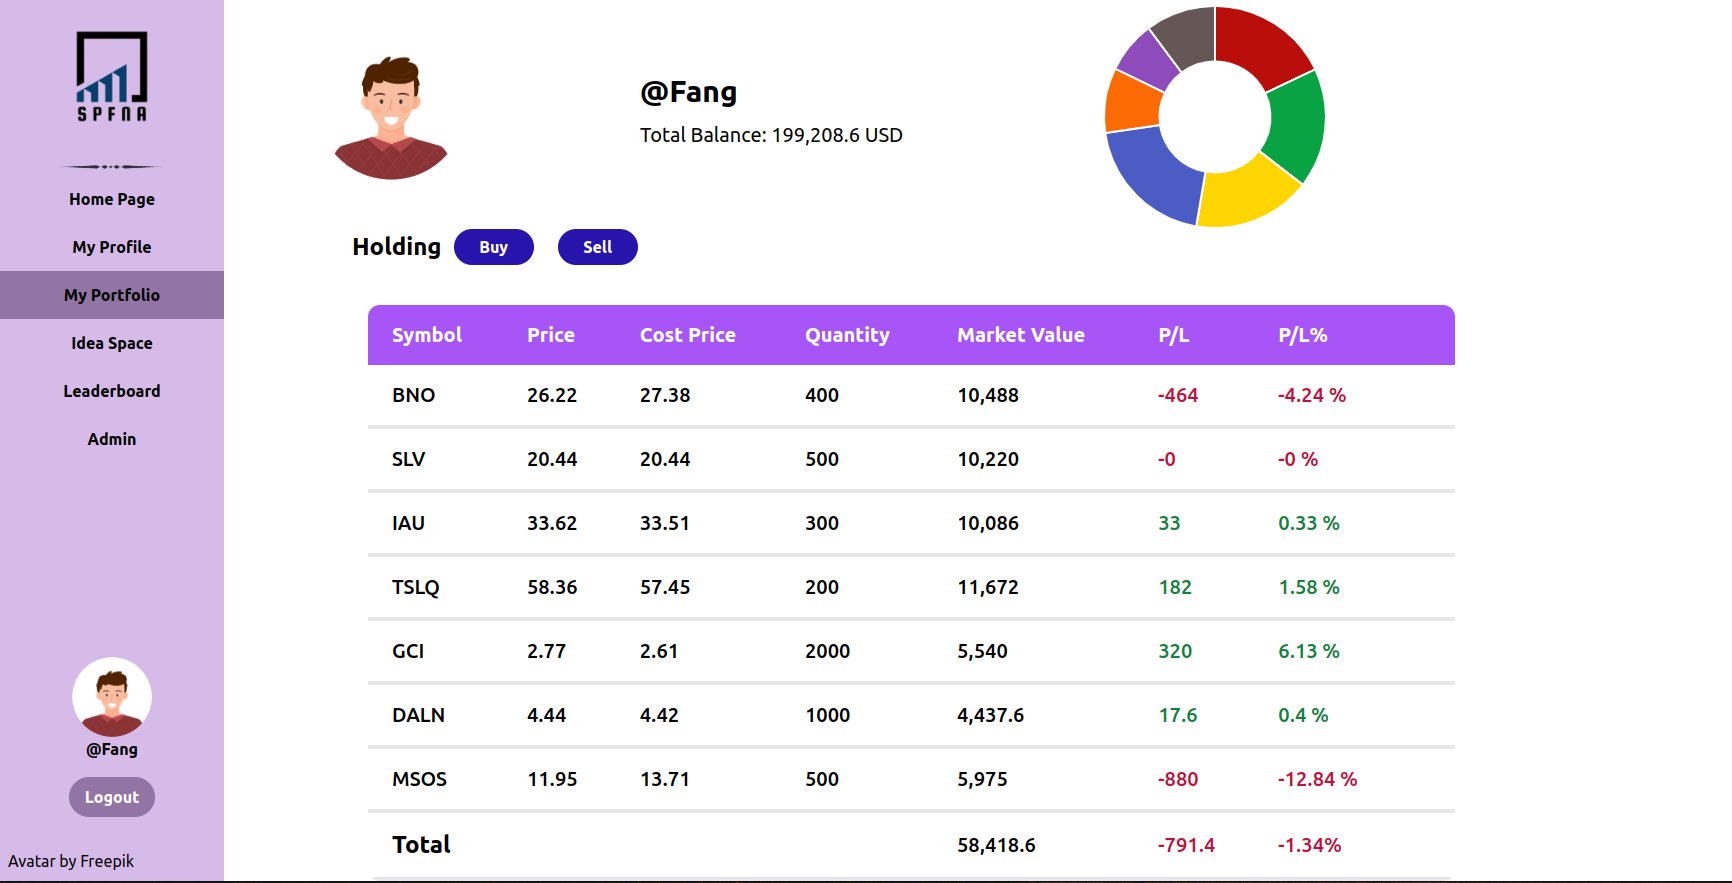 SPFNA
Home Page
My Profile
My Portfolio
Idea Space
Leaderboard
Admin
@Fang
Logout
Avatar by Freepik
@Fang
Total Balance: 199,208.6 USD
Holding Buy Sell
Symbol Price Cost Price Quantity Market Value P/L P/L%
BNO 26.22 27.38 400 10,488 -464 -4.24 %
SLV 20.44 20.44 500 10,220 -0 -0 %
IAU 33.62 33.51 300 10,086 33 0.33 %
TSLQ 58.36 57.45 200 11,672 182 1.58 %
GCI 2.77 2.61 2000 5,540 320 6.13 %
DALN 4.44 4.42 1000 4,437.6 17.6 0.4 %
MSOS 11.95 13.71 500 5,975 -880 -12.84 %
Total 58,418.6 -791.4 -1.34%